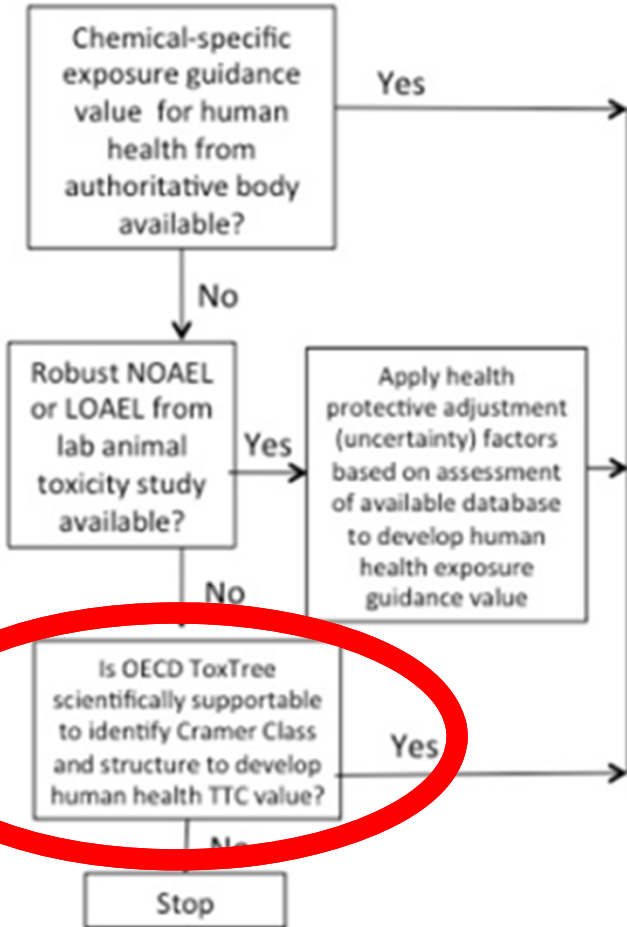 Chemical-specific
exposure guidance
value for human
health from
authoritative body
available?
Yes
No
Robust NOAEL
or LOAEL from
lab animal
toxicity study
available?
Yes
Apply health
protective adjustment
(uncertainty) factors
based on assessment
of available database
to develop human
health exposure
guidance value
No
Is OECD ToxTree
scientifically supportable
to identify Cramer Class
and structure to develop
human health TTC value?
Yes
No
Stop